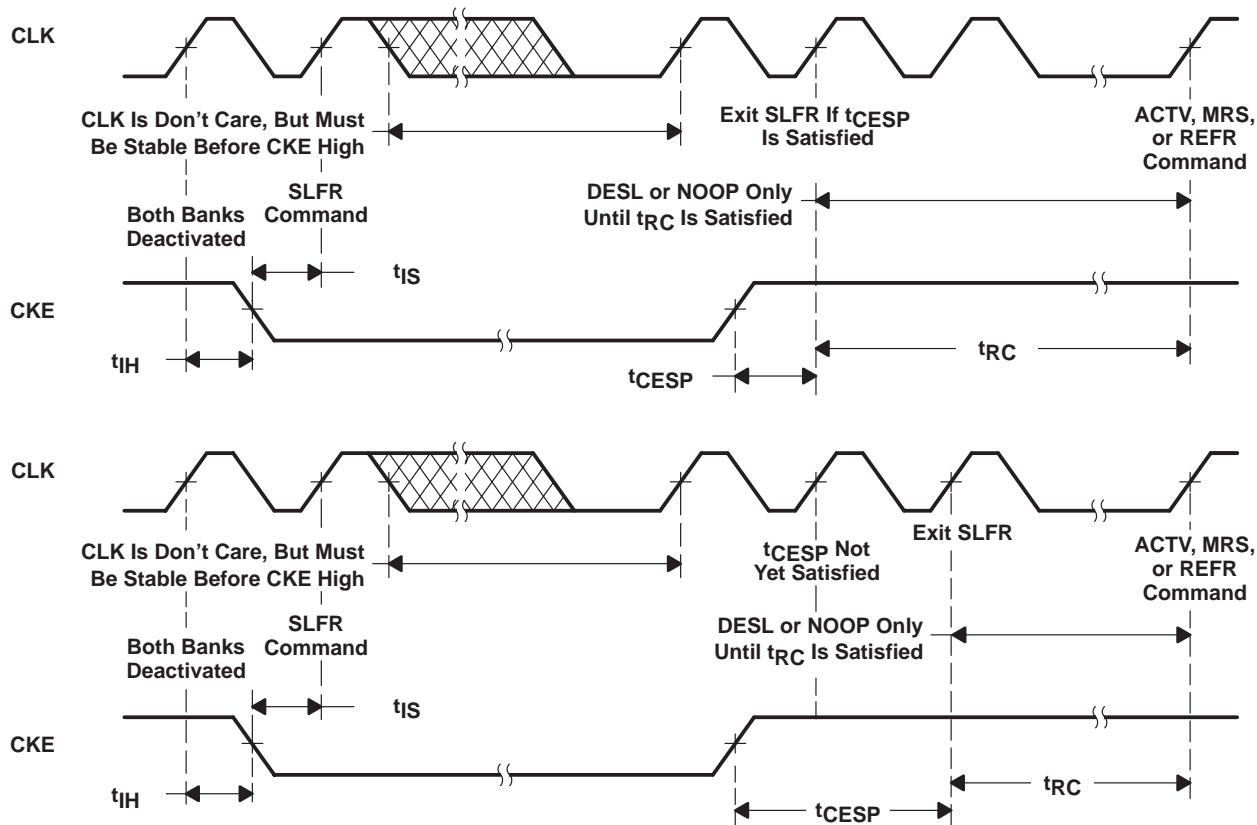 CLK
CLK Is Don't Care, But Must
Be Stable Before CKE High
Exit SLFR If tCESP
Is Satisfied
ACTV, MRS,
or REFR
Command
SLFR
Command
Both Banks
Deactivated
DESL or NOOP Only
Until tRC Is Satisfied
tIS
CKE
tIH
tCESP
tRC
CLK
CLK Is Don't Care, But Must
Be Stable Before CKE High
tCESP Not
Yet Satisfied
Exit SLFR
ACTV, MRS,
or REFR
Command
SLFR
Command
Both Banks
Deactivated
DESL or NOOP Only
Until tRC Is Satisfied
tIS
CKE
tIH
tCESP
tRC